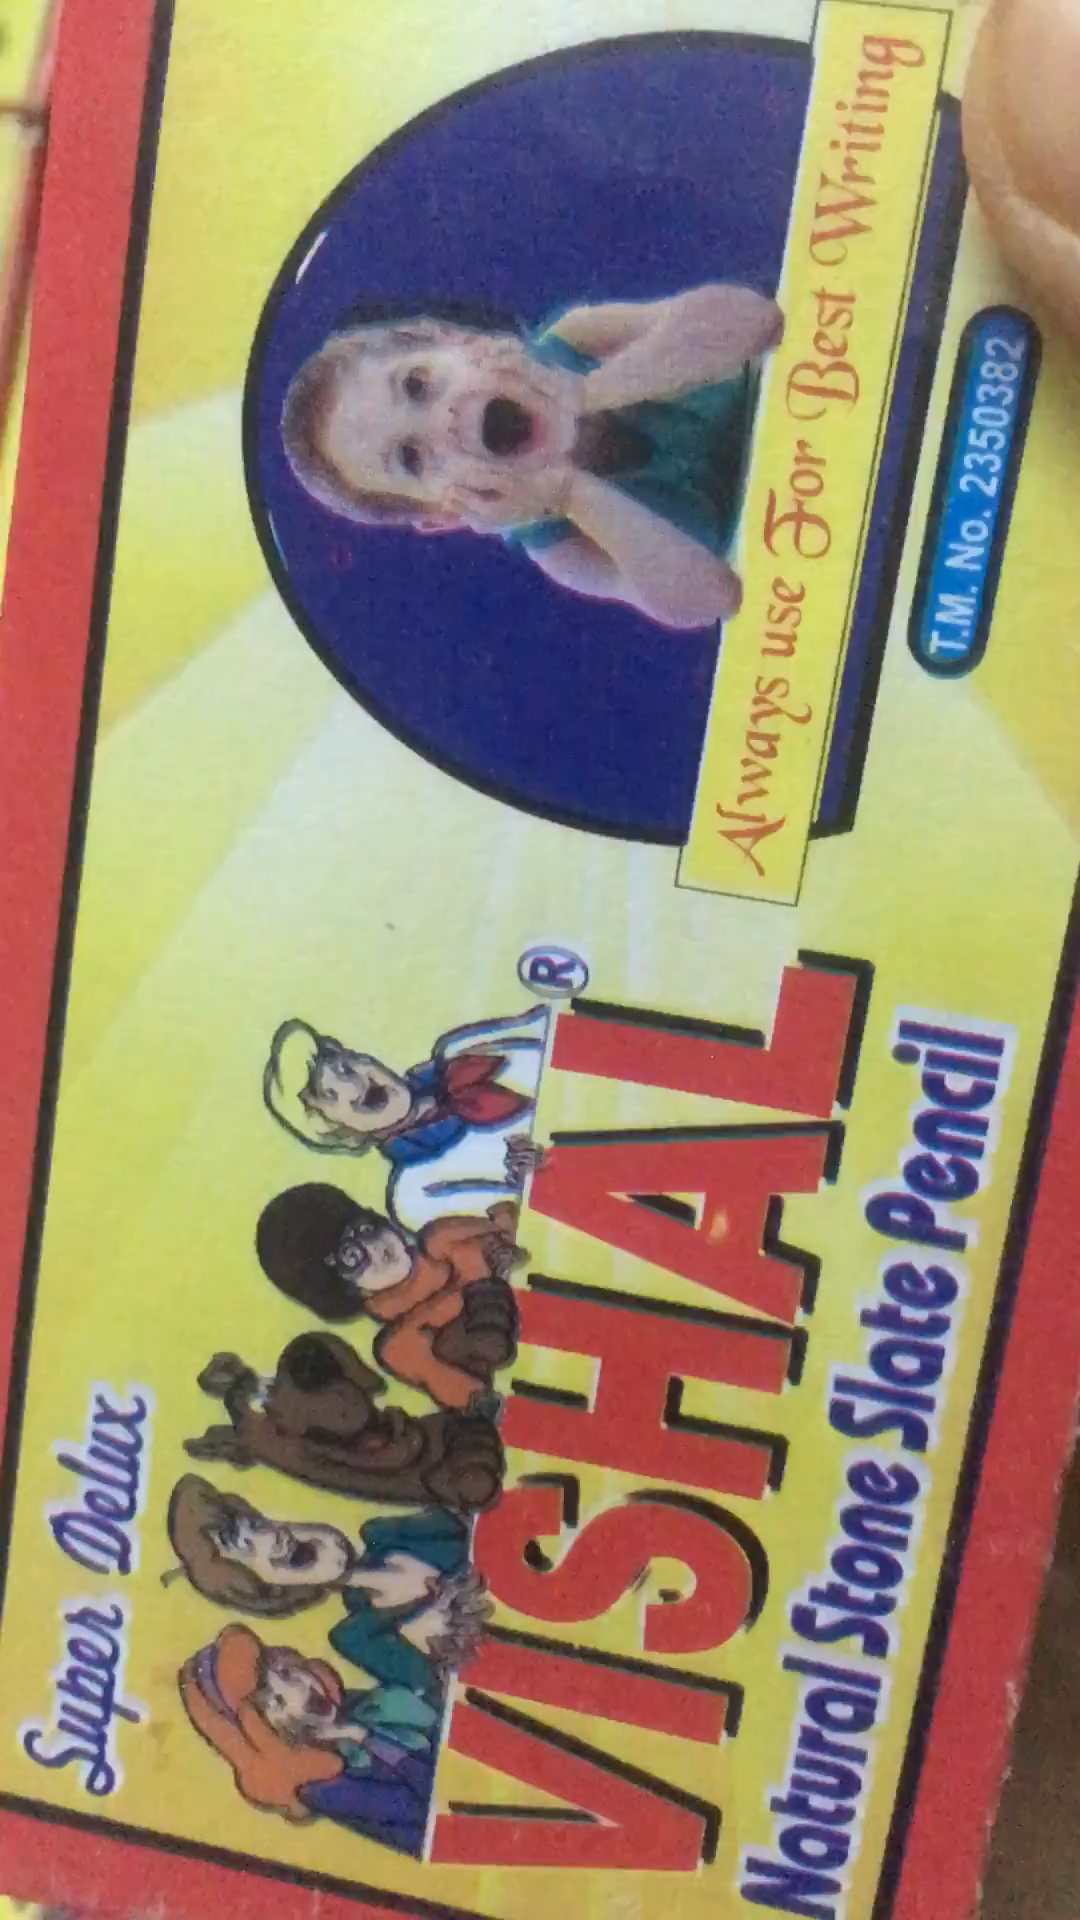 Super Delux
VISHAL®
Natural Stone Slate Pencil
Always use For Best Writing
T.M. No. 2350382